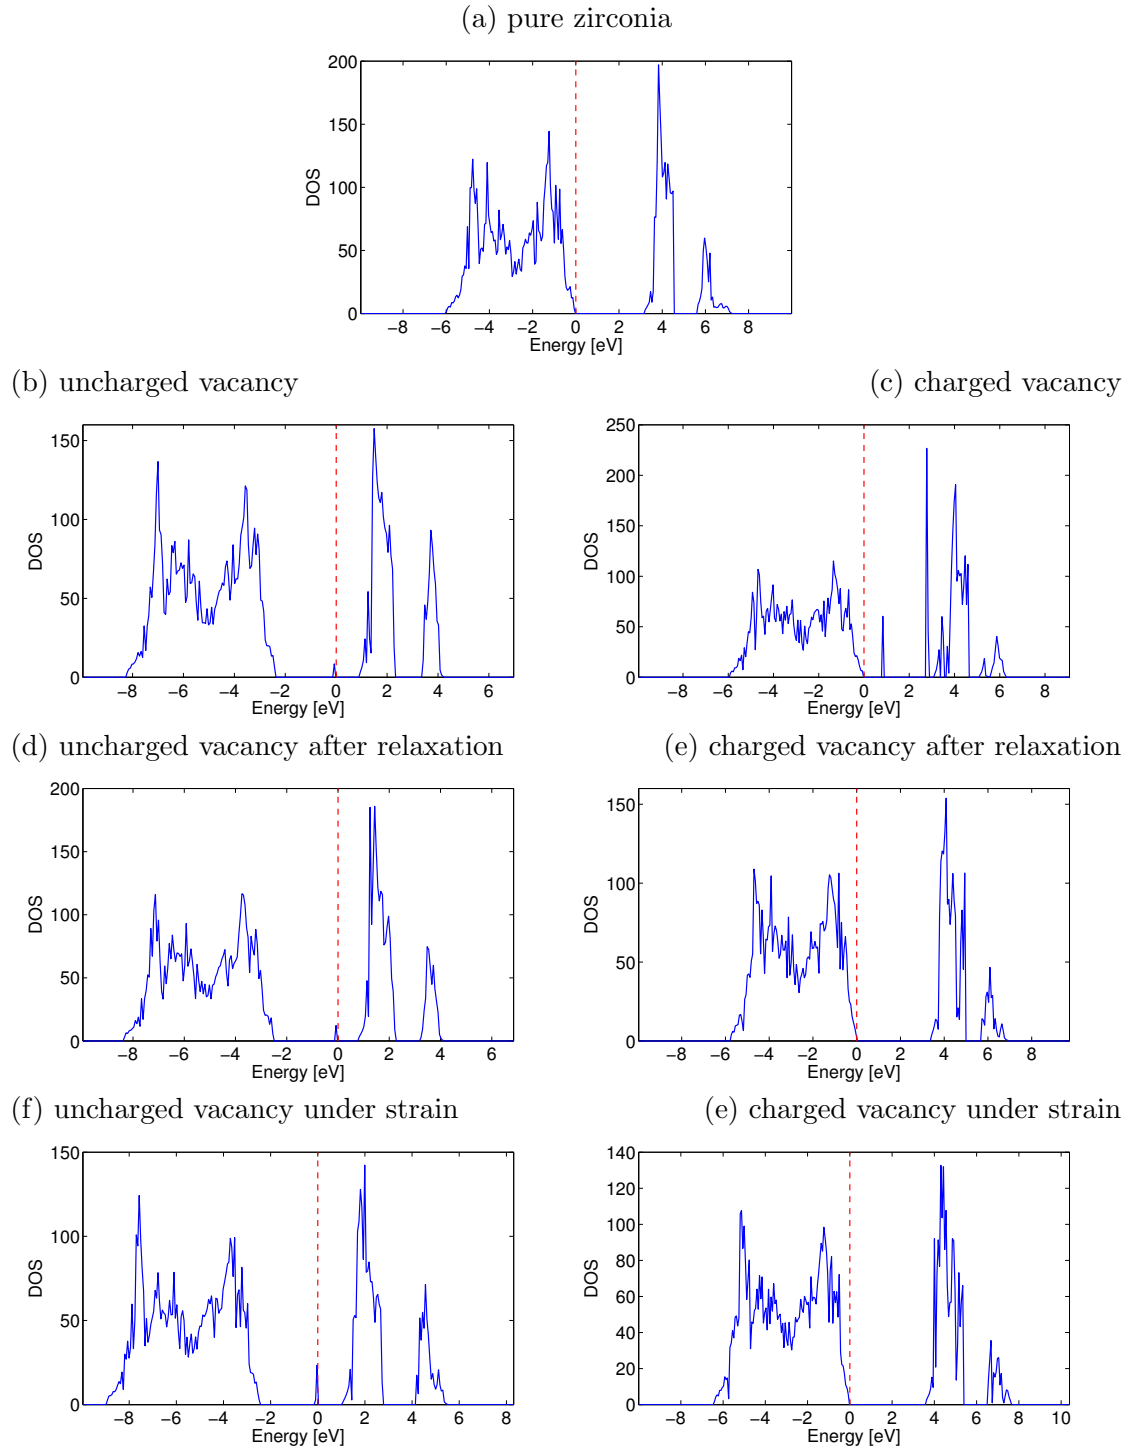 (a) pure zirconia
200
150
100
50
0
DOS
−8 −6 −4 −2 0 2 4 6 8
Energy [eV]
(b) uncharged vacancy
150
100
50
0
DOS
−8 −6 −4 −2 0 2 4 6
Energy [eV]
(c) charged vacancy
250
200
150
100
50
0
DOS
−8 −6 −4 −2 0 2 4 6 8
Energy [eV]
(d) uncharged vacancy after relaxation
200
150
100
50
0
DOS
−8 −6 −4 −2 0 2 4 6
Energy [eV]
(e) charged vacancy after relaxation
150
100
50
0
DOS
−8 −6 −4 −2 0 2 4 6 8
Energy [eV]
(f) uncharged vacancy under strain
150
100
50
0
DOS
−8 −6 −4 −2 0 2 4 6 8
Energy [eV]
(e) charged vacancy under strain
140
120
100
80
60
40
20
0
DOS
−6 −4 −2 0 2 4 6 8 10
Energy [eV]